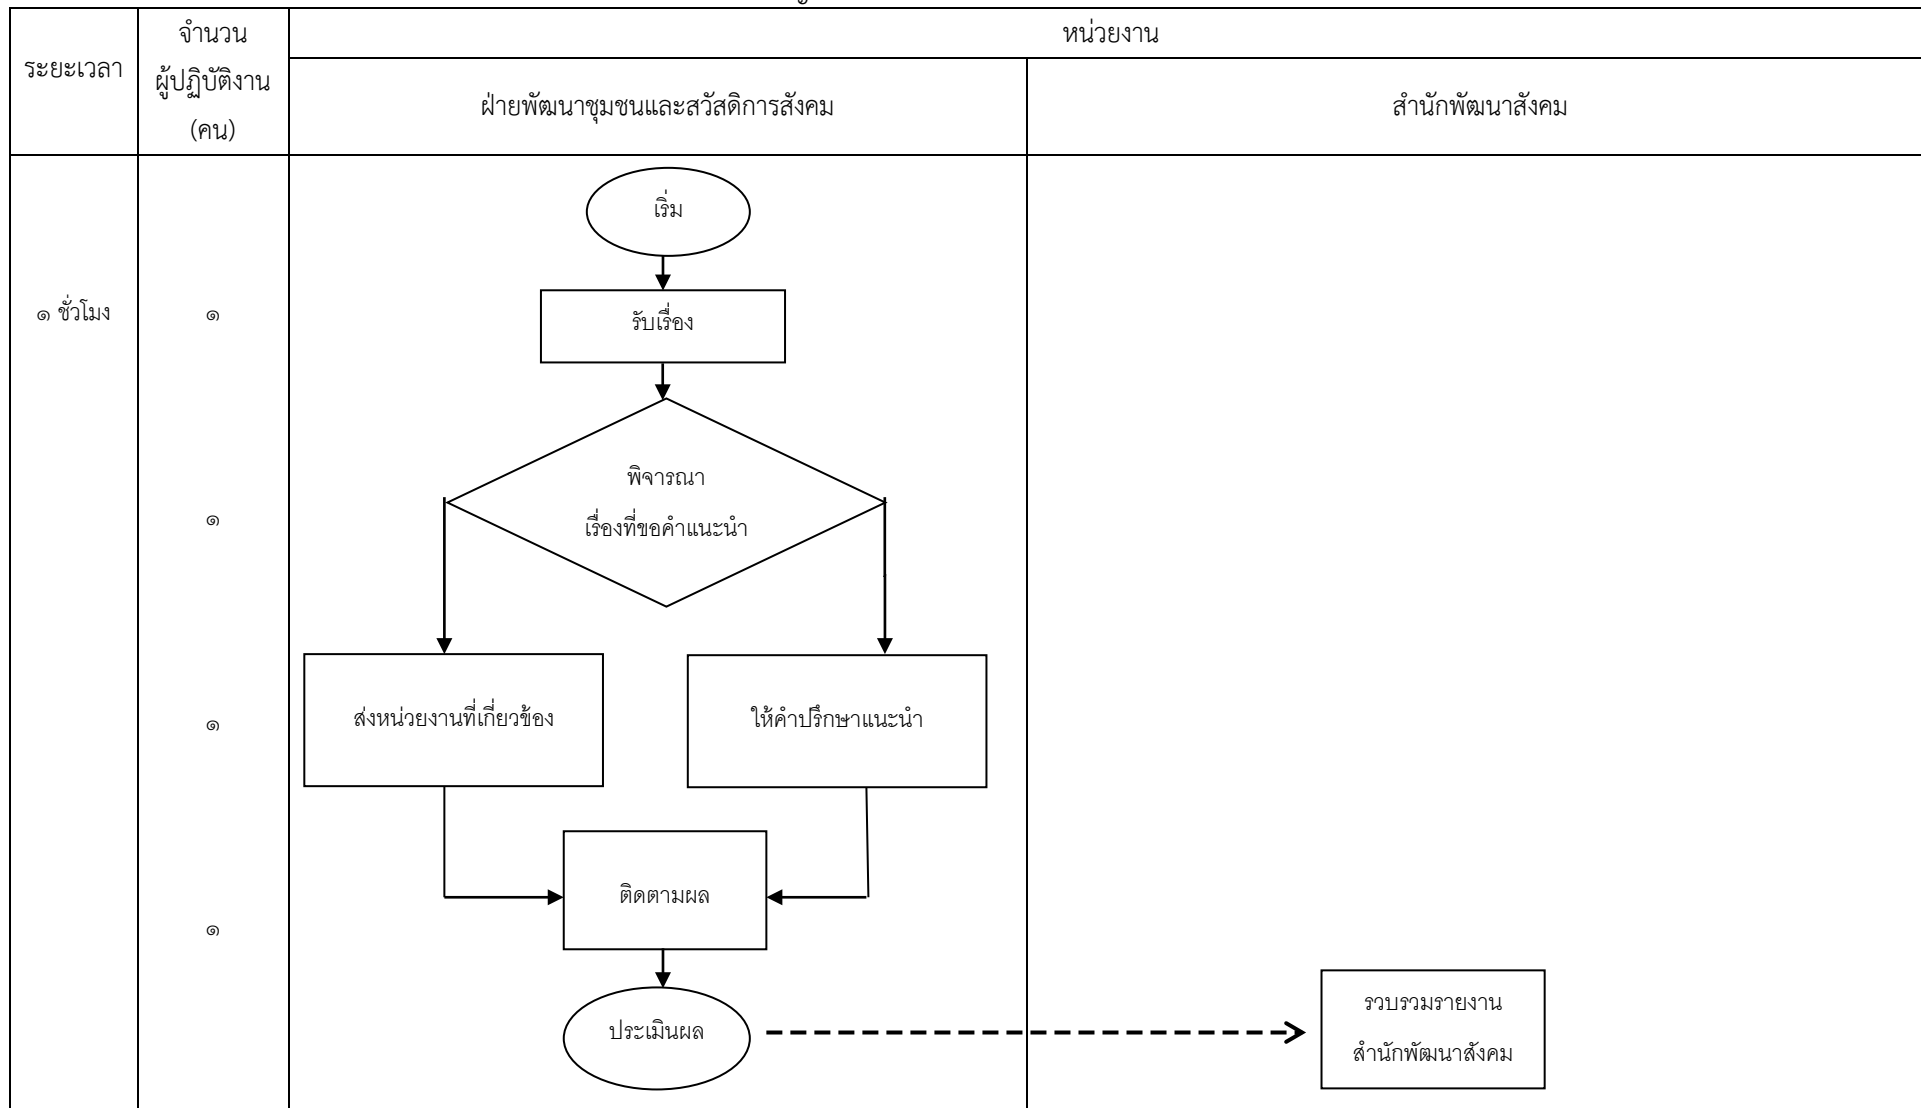 ระยะเวลา
จำนวน
ผู้ปฏิบัติงาน
(คน)
หน่วยงาน
ฝ่ายพัฒนาชุมชนและสวัสดิการสังคม
สำนักพัฒนาสังคม
เริ่ม
๑ ชั่วโมง
๑
รับเรื่อง
พิจารณา
เรื่องที่ขอคำแนะนำ
๑
ส่งหน่วยงานที่เกี่ยวข้อง
ให้คำปรึกษาแนะนำ
๑
ติดตามผล
๑
ประเมินผล
รวบรวมรายงาน
สำนักพัฒนาสังคม